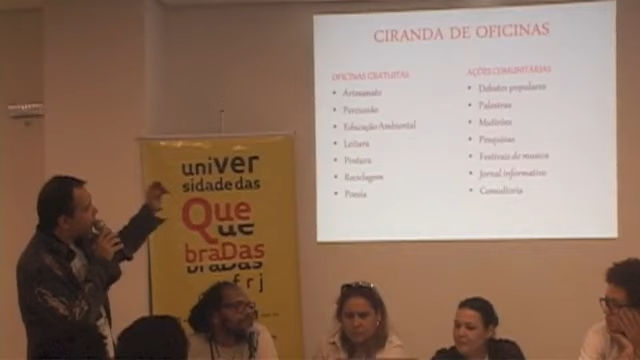 CIRANDA DE OFICINAS
OFICINAS GRATUITAS
• Artesanato
• Percussão
• Educação Ambiental
• Leitura
• Pintura
• Reciclagem
• Poesia
AÇÕES COMUNITÁRIAS
• Debates populares
• Palestras
• Mutirões
• Pesquisas
• Festivais de musica
• Jornal informativo
• Consultoria
univer
sidade das
Que
braDas
ufrj